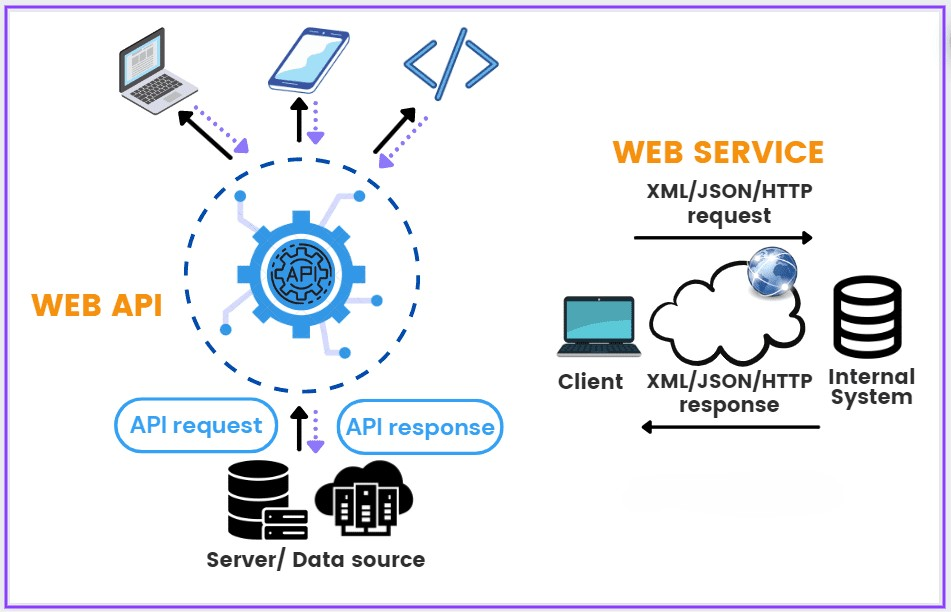 WEB API
API
API request
API response
Server/ Data source
WEB SERVICE
XML/JSON/HTTP
request
Client
XML/JSON/HTTP
response
Internal
System